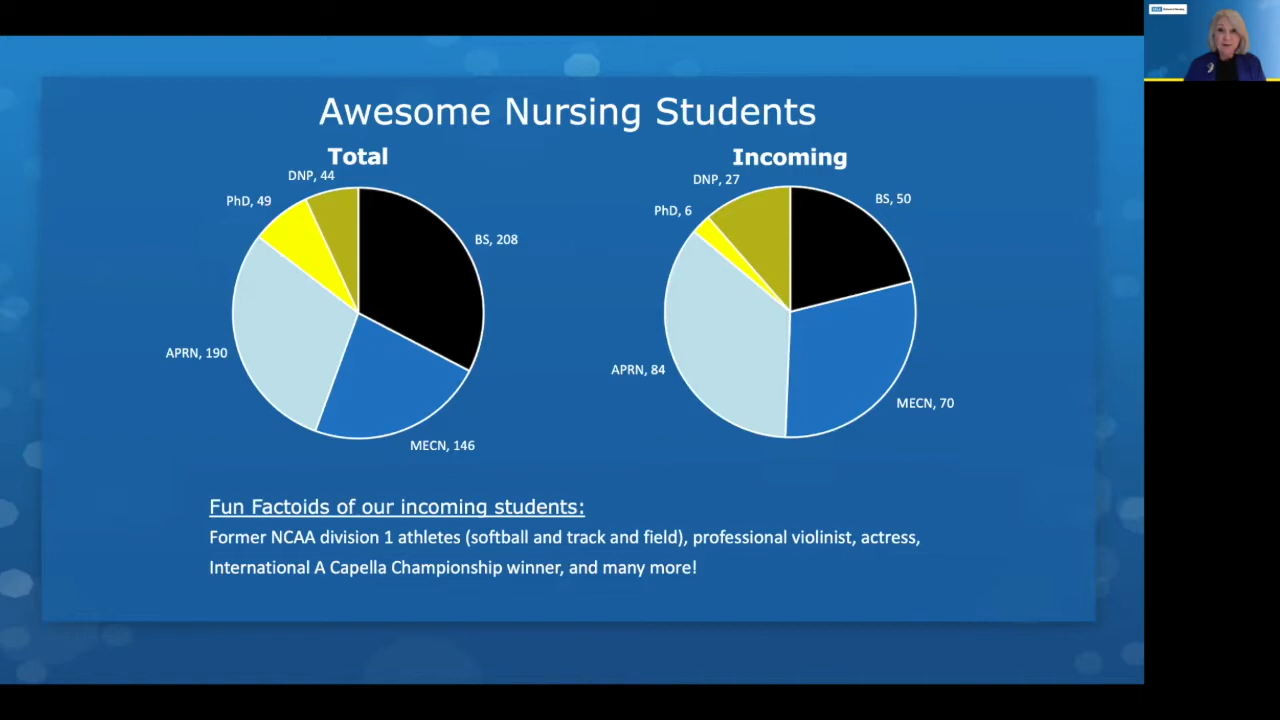 Awesome Nursing Students
Total
DNP, 44
PhD, 49
BS, 208
APRN, 190
MECN, 146
Incoming
DNP, 27
PhD, 6
BS, 50
APRN, 84
MECN, 70
Fun Factoids of our incoming students:
Former NCAA division 1 athletes (softball and track and field), professional violinist, actress,
International A Capella Championship winner, and many more!